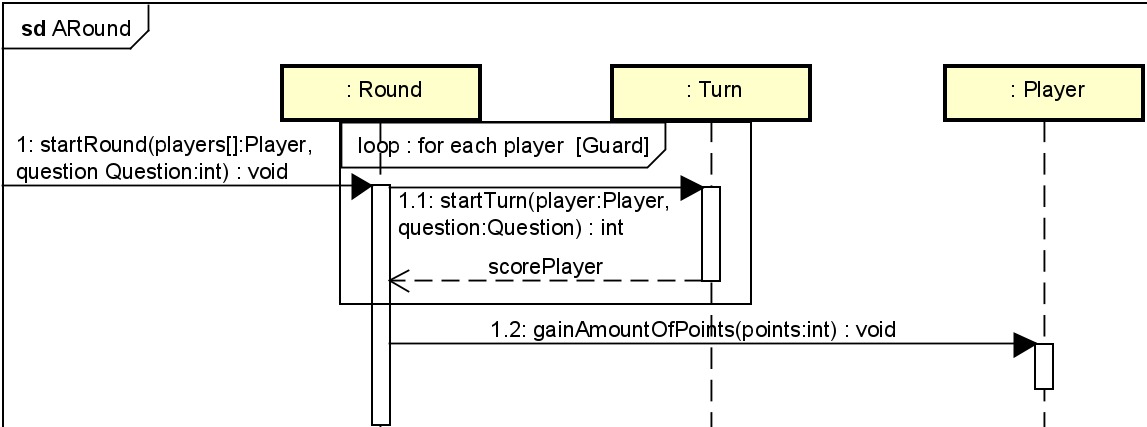 sd ARound
: Round
: Turn
: Player
loop : for each player [Guard]
1: startRound(players[]:Player,
question Question:int) : void
1.1: startTurn(player:Player,
question:Question) : int
scorePlayer
1.2: gainAmountOfPoints(points:int) : void